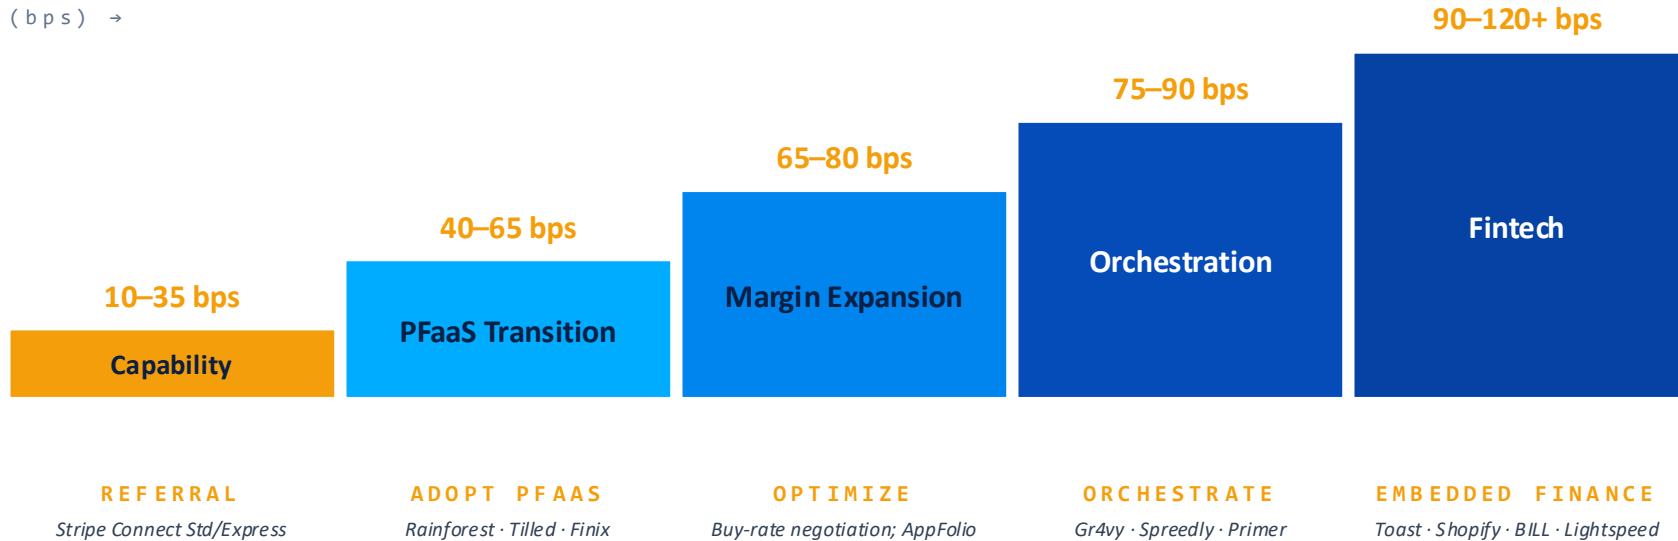 (bps) →
90–120+ bps
75–90 bps
65–80 bps
40–65 bps
10–35 bps
Capability
PFaaS Transition
Margin Expansion
Orchestration
Fintech
REFERRAL
Stripe Connect Std/Express
ADOPT PFAAS
Rainforest · Tilled · Finix
OPTIMIZE
Buy-rate negotiation; AppFolio
ORCHESTRATE
Gr4vy · Spreedly · Primer
EMBEDDED FINANCE
Toast · Shopify · BILL · Lightspeed